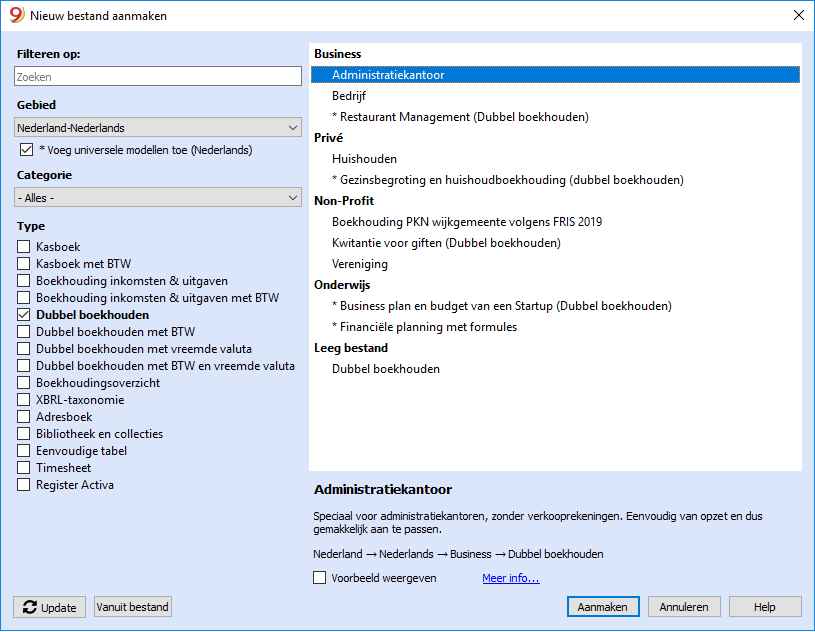 Nieuw bestand aanmaken
Filteren op:
Zoeken
Gebied
Nederland-Nederlands
* Voeg universele modellen toe (Nederlands)
Categorie
- Alles -
Type
Kasboek
Kasboek met BTW
Boekhouding inkomsten & uitgaven
Boekhouding inkomsten & uitgaven met BTW
Dubbel boekhouden
Dubbel boekhouden met BTW
Dubbel boekhouden met vreemde valuta
Dubbel boekhouden met BTW en vreemde valuta
Boekhoudingsoverzicht
XBRL-taxonomie
Adresboek
Bibliotheek en collecties
Eenvoudige tabel
Timesheet
Register Activa
Business
Administratiekantoor
Bedrijf
* Restaurant Management (Dubbel boekhouden)
Privé
Huishouden
* Gezinsbegroting en huishoudboekhouding (dubbel boekhouden)
Non-Profit
Boekhouding PKN wijkgemeente volgens FRIS 2019
Kwitantie voor giften (Dubbel boekhouden)
Vereniging
Onderwijs
* Business plan en budget van een Startup (Dubbel boekhouden)
* Financiële planning met formules
Leeg bestand
Dubbel boekhouden
Administratiekantoor
Speciaal voor administratiekantoren, zonder verkooprekeningen. Eenvoudig van opzet en dus
gemakkelijk aan te passen.
Nederland → Nederlands → Business → Dubbel boekhouden
Voorbeeld weergeven Meer info...
Update Vanuit bestand Aanmaken Annuleren Help